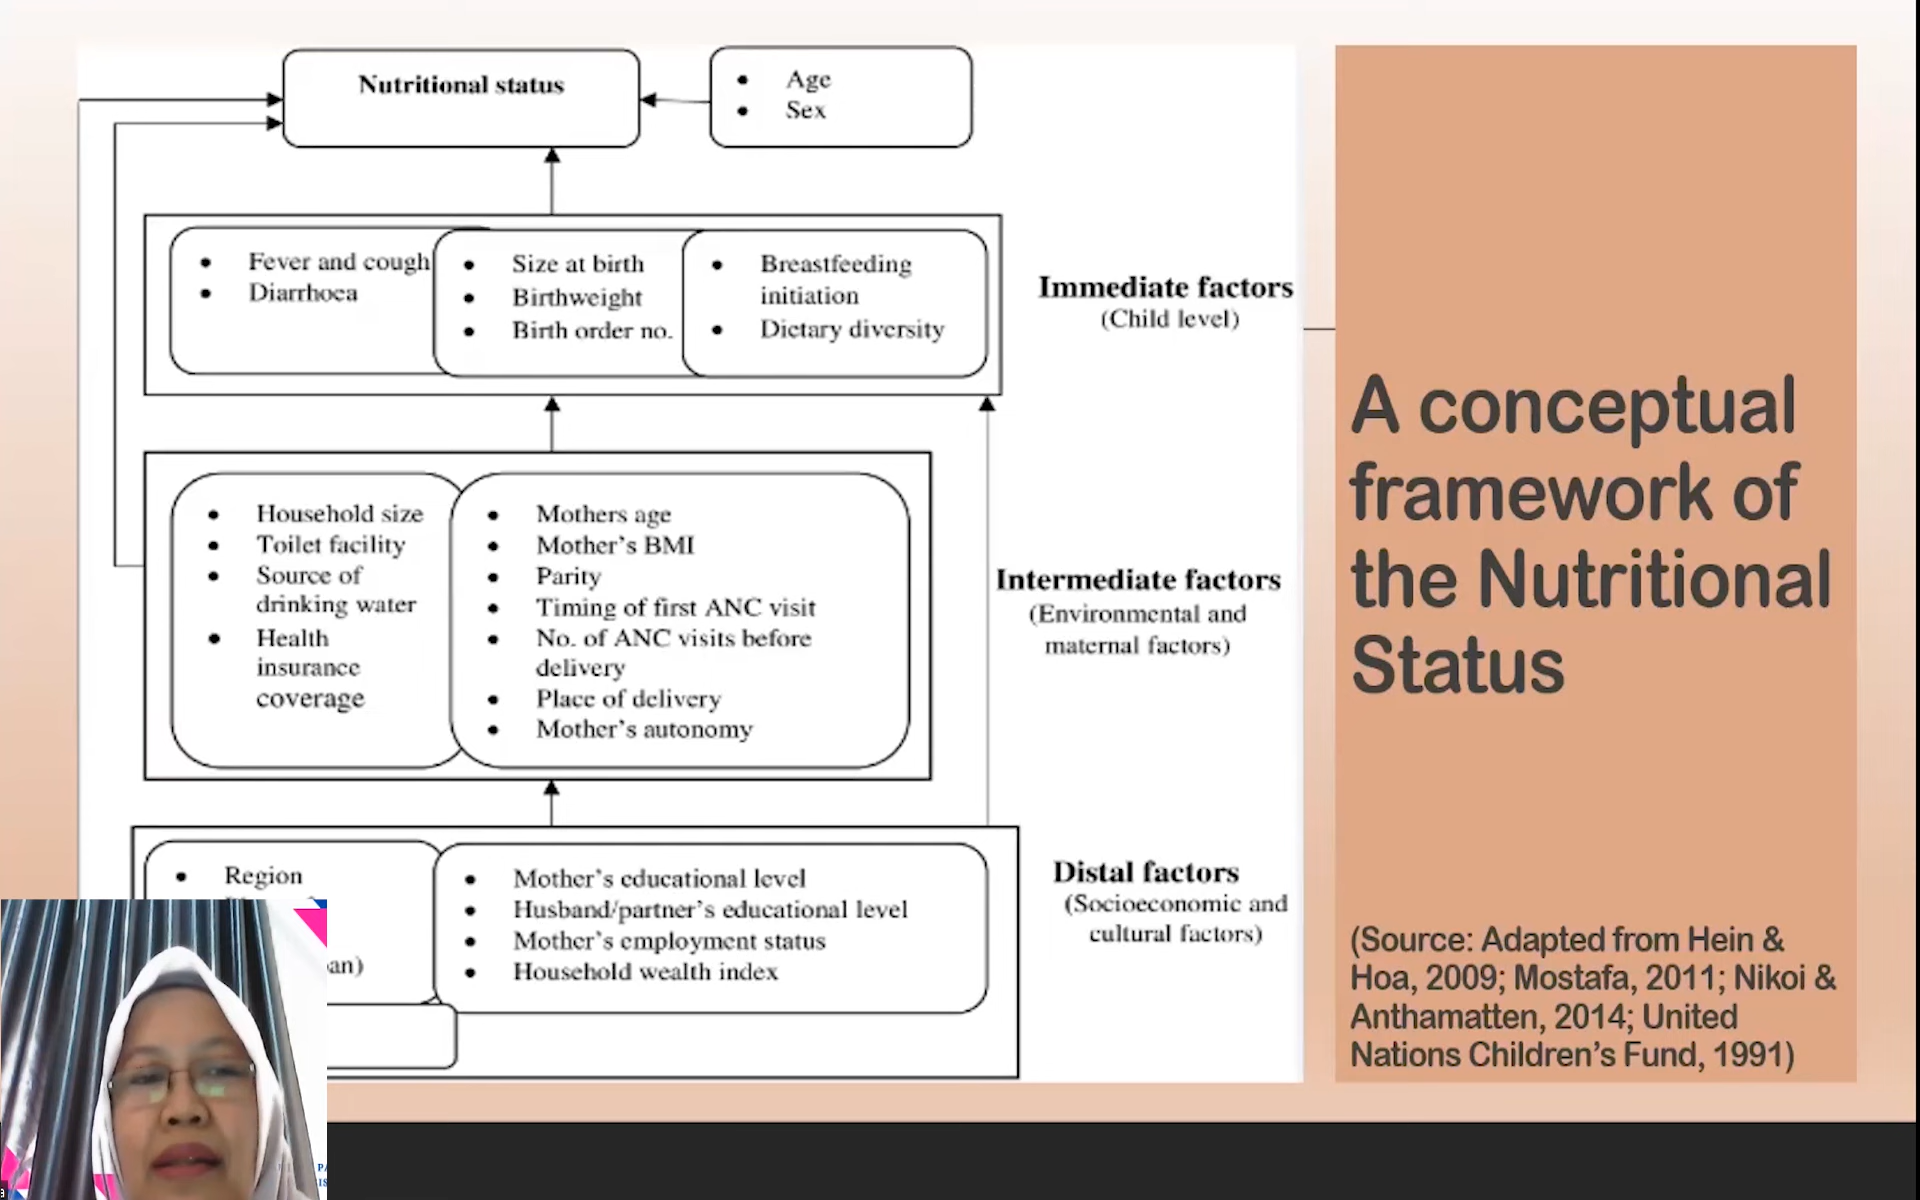 Nutritional status
Age
Sex
Fever and cough
Diarrhoea
Size at birth
Birthweight
Birth order no.
Breastfeeding
initiation
Dietary diversity
Immediate factors
(Child level)
Household size
Toilet facility
Source of
drinking water
Health
insurance
coverage
Mothers age
Mother's BMI
Parity
Timing of first ANC visit
No. of ANC visits before
delivery
Place of delivery
Mother's autonomy
Intermediate factors
(Environmental and
maternal factors)
Region
an)
Mother's educational level
Husband/partner's educational level
Mother's employment status
Household wealth index
Distal factors
(Socioeconomic and
cultural factors)
A conceptual
framework of
the Nutritional
Status
(Source: Adapted from Hein &
Hoa, 2009; Mostafa, 2011; Nikoi &
Anthamatten, 2014; United
Nations Children's Fund, 1991)